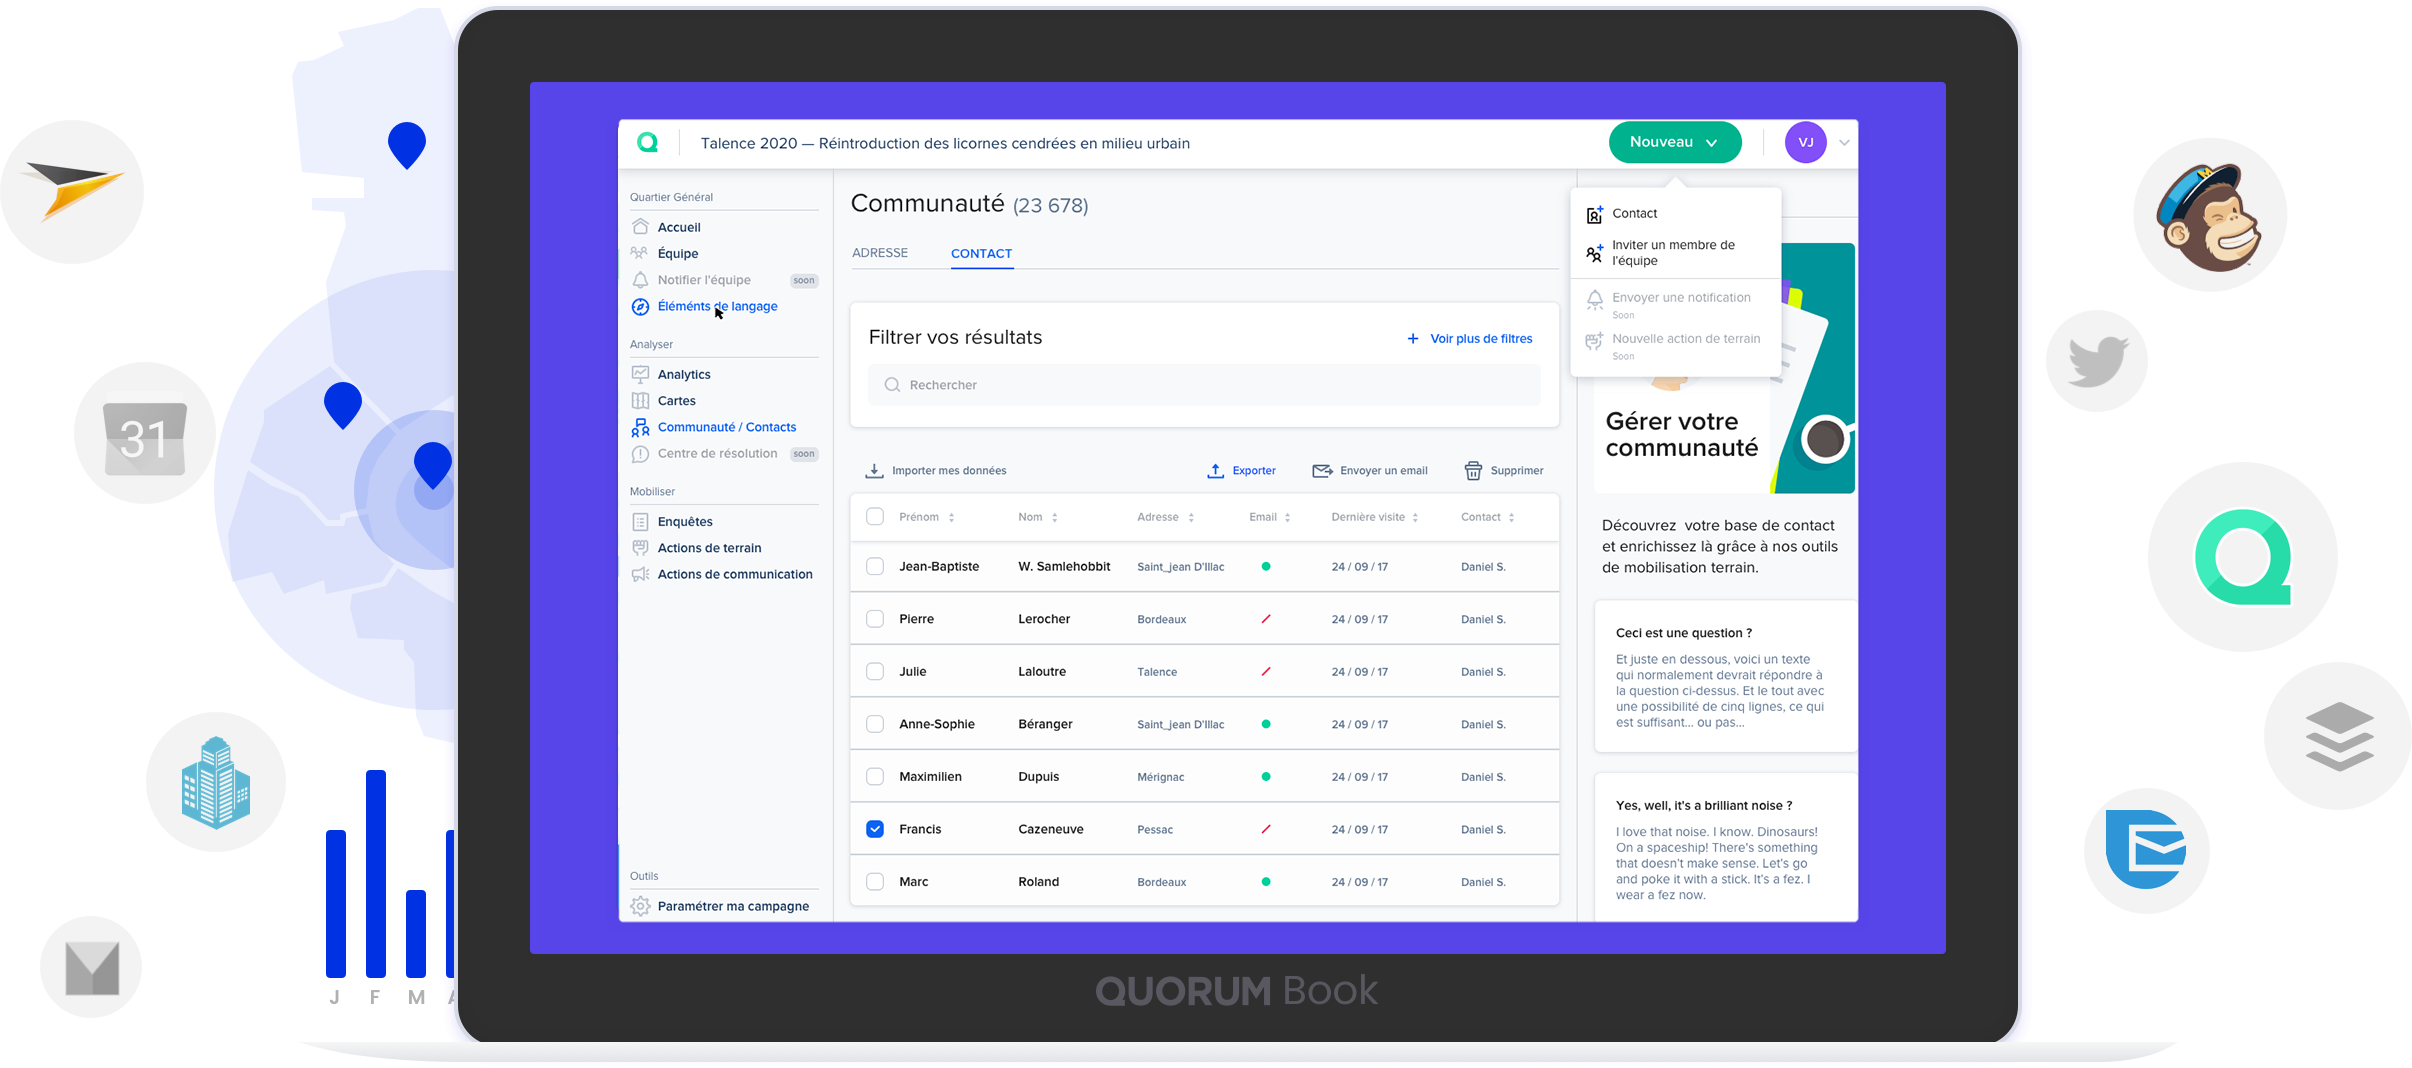 Talence 2020 — Réintroduction des licornes cendrées en milieu urbain
Nouveau
VJ
Quartier Général
Accueil
Équipe
Notifier l'équipe soon
Éléménts de langage
Analyser
Analytics
Cartes
Communauté / Contacts
Centre de résolution soon
Mobiliser
Enquêtes
Actions de terrain
Actions de communication
Outils
Paramétrer ma campagne
Communauté (23 678)
ADRESSE CONTACT
Filtrer vos résultats
+ Voir plus de filtres
Rechercher
Importer mes données Exporter Envoyer un email Supprimer
Prénom Nom Adresse Email Dernière visite Contact
Jean-Baptiste W. Samlehobbit Saint_jean D'Illac 24 / 09 / 17 Daniel S.
Pierre Lerocher Bordeaux 24 / 09 / 17 Daniel S.
Julie Laloutre Talence 24 / 09 / 17 Daniel S.
Anne-Sophie Béranger Saint_jean D'Illac 24 / 09 / 17 Daniel S.
Maximilien Dupuis Mérignac 24 / 09 / 17 Daniel S.
Francis Cazeneuve Pessac 24 / 09 / 17 Daniel S.
Marc Roland Bordeaux 24 / 09 / 17 Daniel S.
Contact
Inviter un membre de
l'équipe
Envoyer une notification
Soon
Nouvelle action de terrain
Soon
Gérer votre
communauté
Découvrez votre base de contact
et enrichissez là grâce à nos outils
de mobilisation terrain.
Ceci est une question ?
Et juste en dessous, voici un texte
qui normalement devrait répondre à
la question ci-dessus. Et le tout avec
une possibilité de cinq lignes, ce qui
est suffisant... ou pas...
Yes, well, it's a brilliant noise ?
I love that noise. I know. Dinosaurs!
On a spaceship! There's something
that doesn't make sense. Let's go
and poke it with a stick. It's a fez. I
wear a fez now.
QUORUM Book
31
J F M A